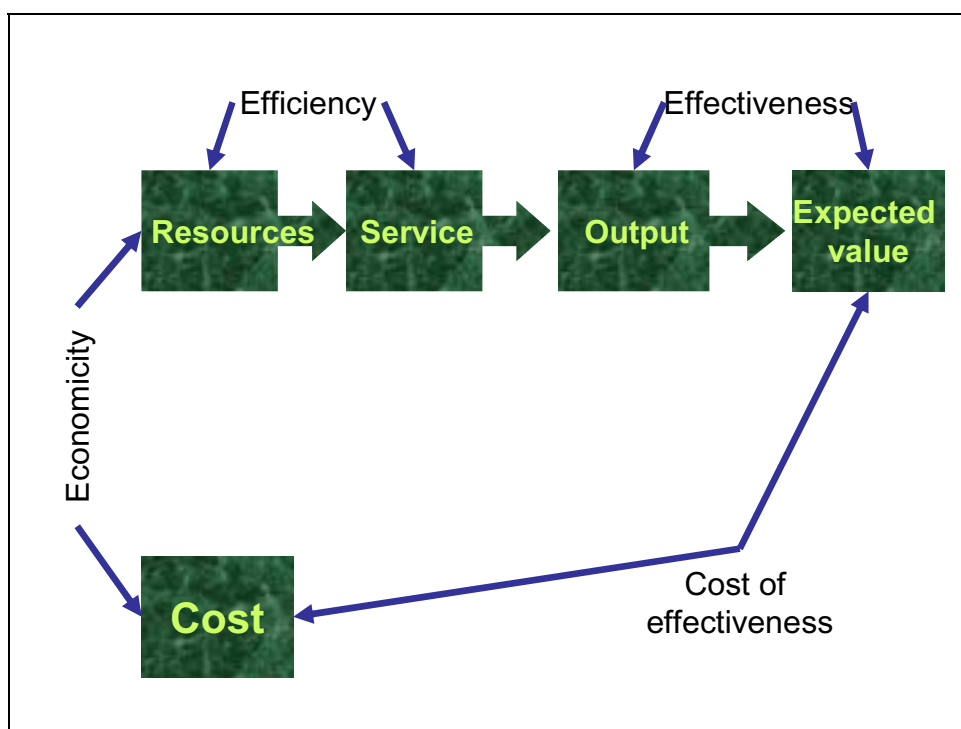 Efficiency
Effectiveness
Resources
Service
Output
Expected
value
Economicity
Cost
Cost of
effectiveness